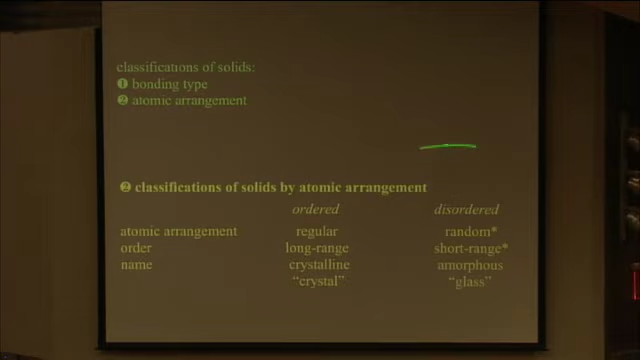 classifications of solids:
❶ bonding type
❷ atomic arrangement
❷ classifications of solids by atomic arrangement
ordered disordered
atomic arrangement regular random*
order long-range short-range*
name crystalline amorphous
"crystal" "glass"